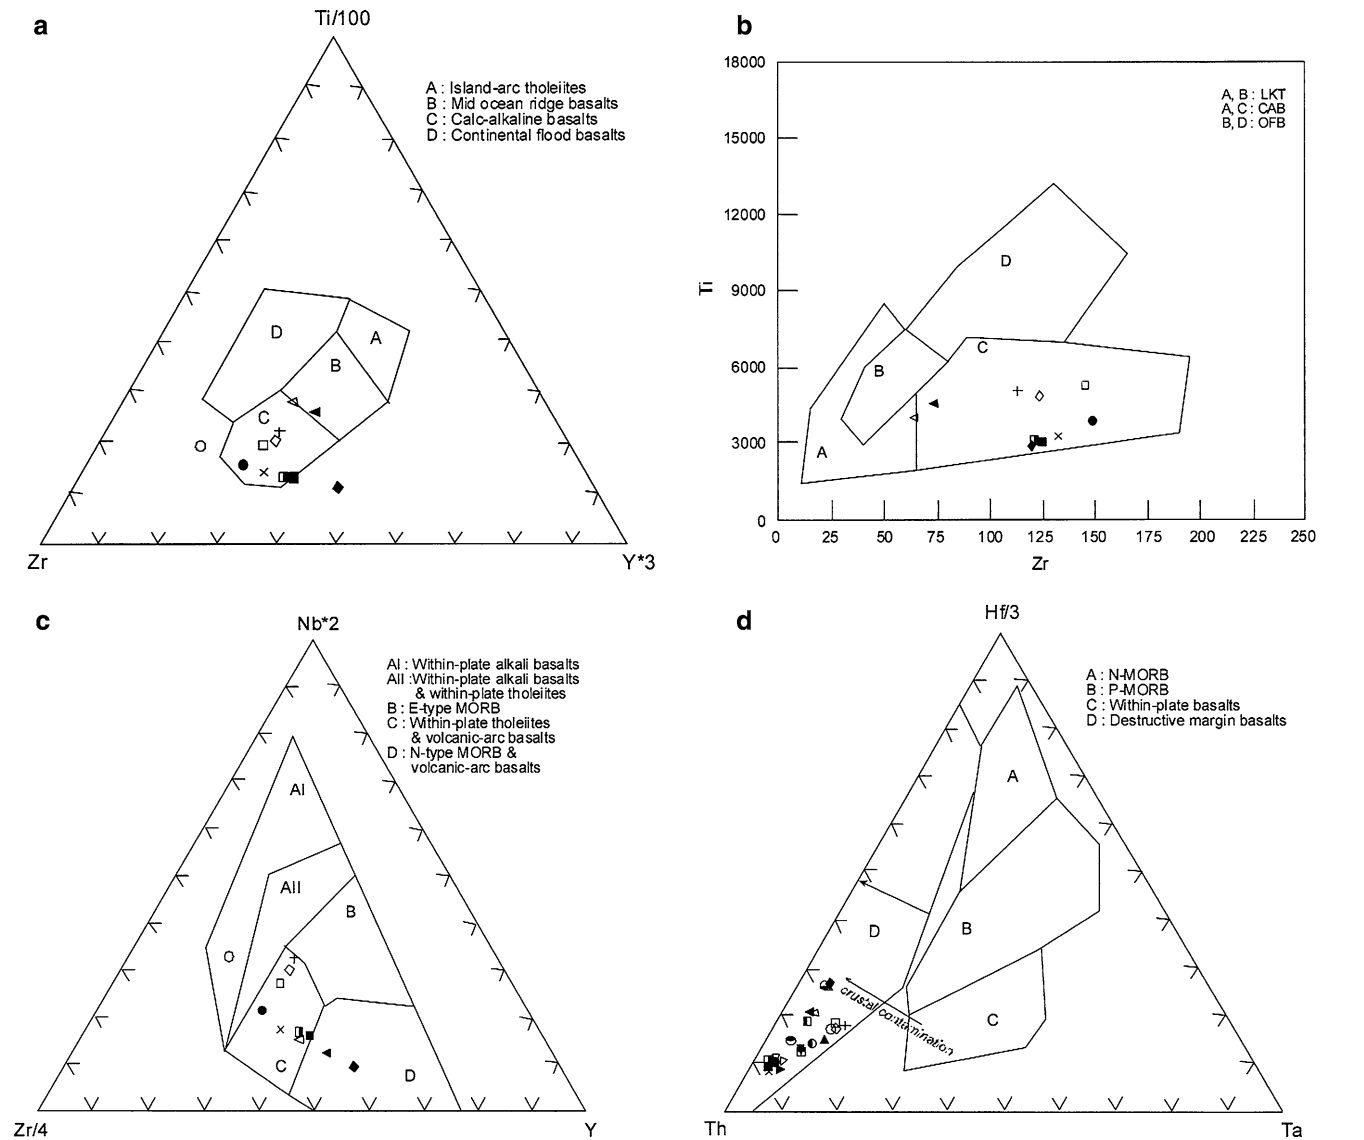 a
Ti/100
A : Island-arc tholeiites
B : Mid ocean ridge basalts
C : Calc-alkaline basalts
D : Continental flood basalts
D
A
B
C
Zr
Y*3
b
18000
15000
12000
9000
6000
3000
0
Ti
A, B : LKT
A, C : CAB
B, D : OFB
D
C
B
A
0
25
50
75
100
125
150
175
200
225
250
Zr
c
Nb*2
AI : Within-plate alkali basalts
AII :Within-plate alkali basalts
& within-plate tholeiites
B : E-type MORB
C : Within-plate tholeiites
& volcanic-arc basalts
D : N-type MORB &
volcanic-arc basalts
AI
AII
B
C
D
Zr/4
Y
d
Hf/3
A : N-MORB
B : P-MORB
C : Within-plate basalts
D : Destructive margin basalts
A
B
D
C
crustal contamination
Th
Ta